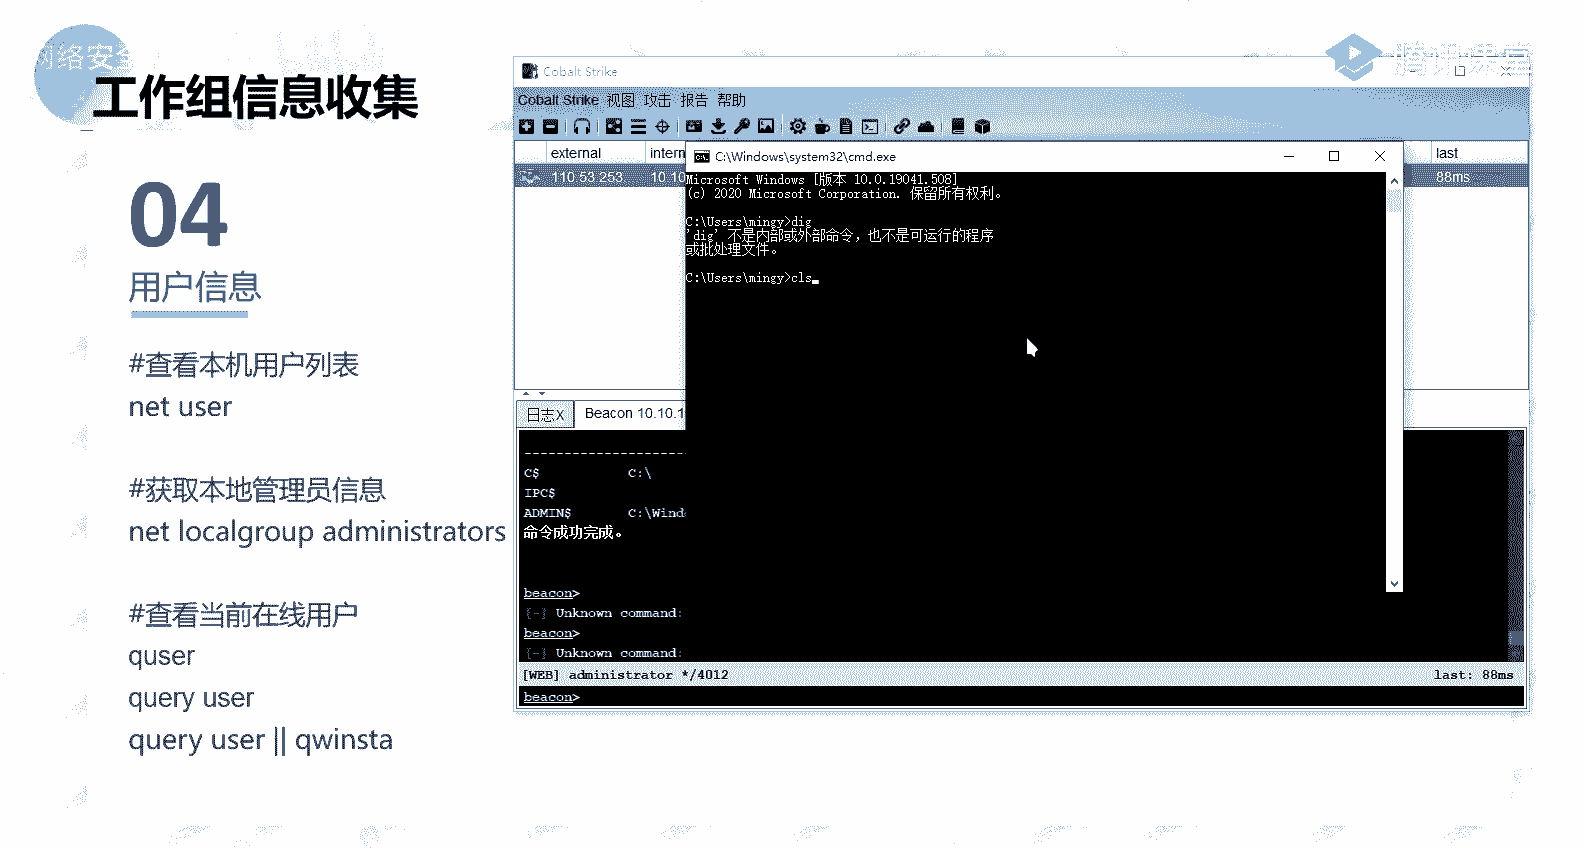 网络安全
工作组信息收集
腾讯课堂
04
用户信息
#查看本机用户列表
net user
#获取本地管理员信息
net localgroup administrators
#查看当前在线用户
quser
query user
query user || qwinsta
Cobalt Strike
Cobalt Strike 视图 攻击 报告 帮助
external intern last
110.53.253. 10.10 88ms
C:\Windows\system32\cmd.exe
Microsoft Windows [版本 10.0.19041.508]
(c) 2020 Microsoft Corporation. 保留所有权利。
C:\Users\mingy>dig
'dig' 不是内部或外部命令，也不是可运行的程序
或批处理文件。
C:\Users\mingy>cls
日志X Beacon 10.10.1
--------------------
C$ C:\
IPC$
ADMIN$ C:\Wind
命令成功完成。
beacon>
[-] Unknown command:
beacon>
[-] Unknown command:
[WEB] administrator */4012 last: 88ms
beacon>